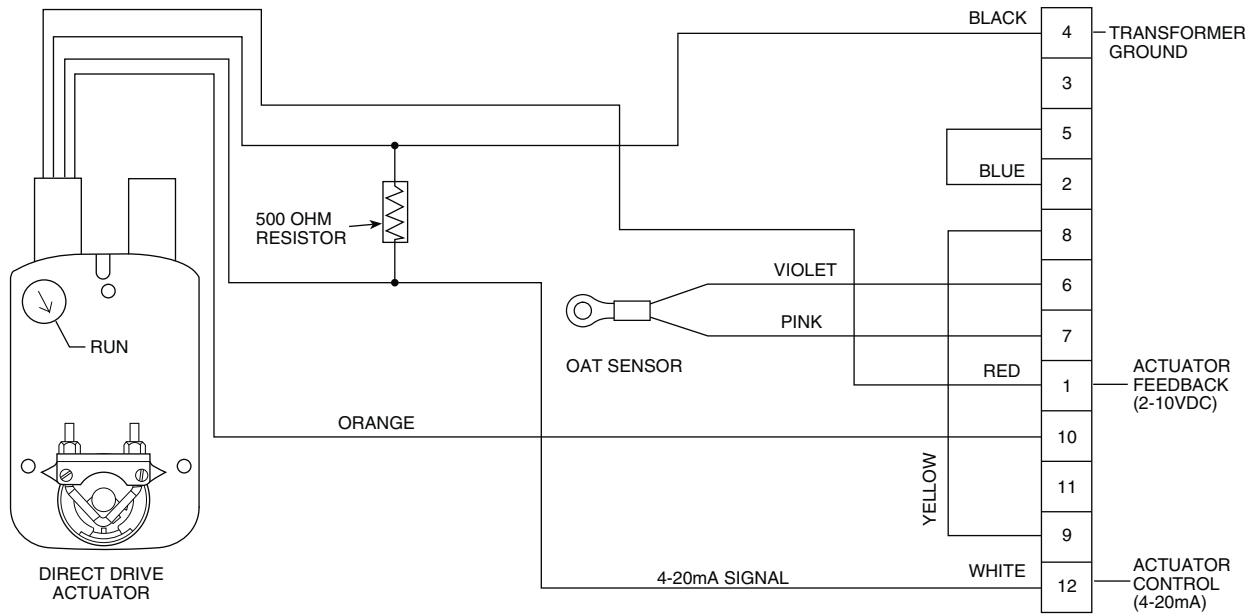 BLACK
4
TRANSFORMER
GROUND
3
5
BLUE
2
500 OHM
RESISTOR
8
VIOLET
6
PINK
7
RUN
OAT SENSOR
RED
1
ACTUATOR
FEEDBACK
(2-10VDC)
ORANGE
10
YELLOW
11
9
DIRECT DRIVE
ACTUATOR
4-20mA SIGNAL
WHITE
12
ACTUATOR
CONTROL
(4-20mA)